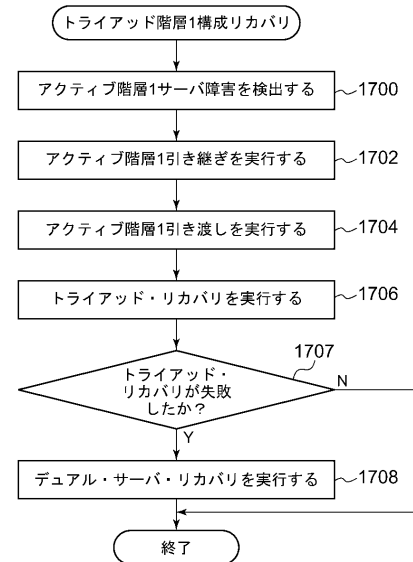 トライアッド階層1構成リカバリ
アクティブ階層1サーバ障害を検出する
1700
アクティブ階層1引き継ぎを実行する
1702
アクティブ階層1引き渡しを実行する
1704
トライアッド・リカバリを実行する
1706
1707
トライアッド・
リカバリが失敗
したか？
N
Y
デュアル・サーバ・リカバリを実行する
1708
終了